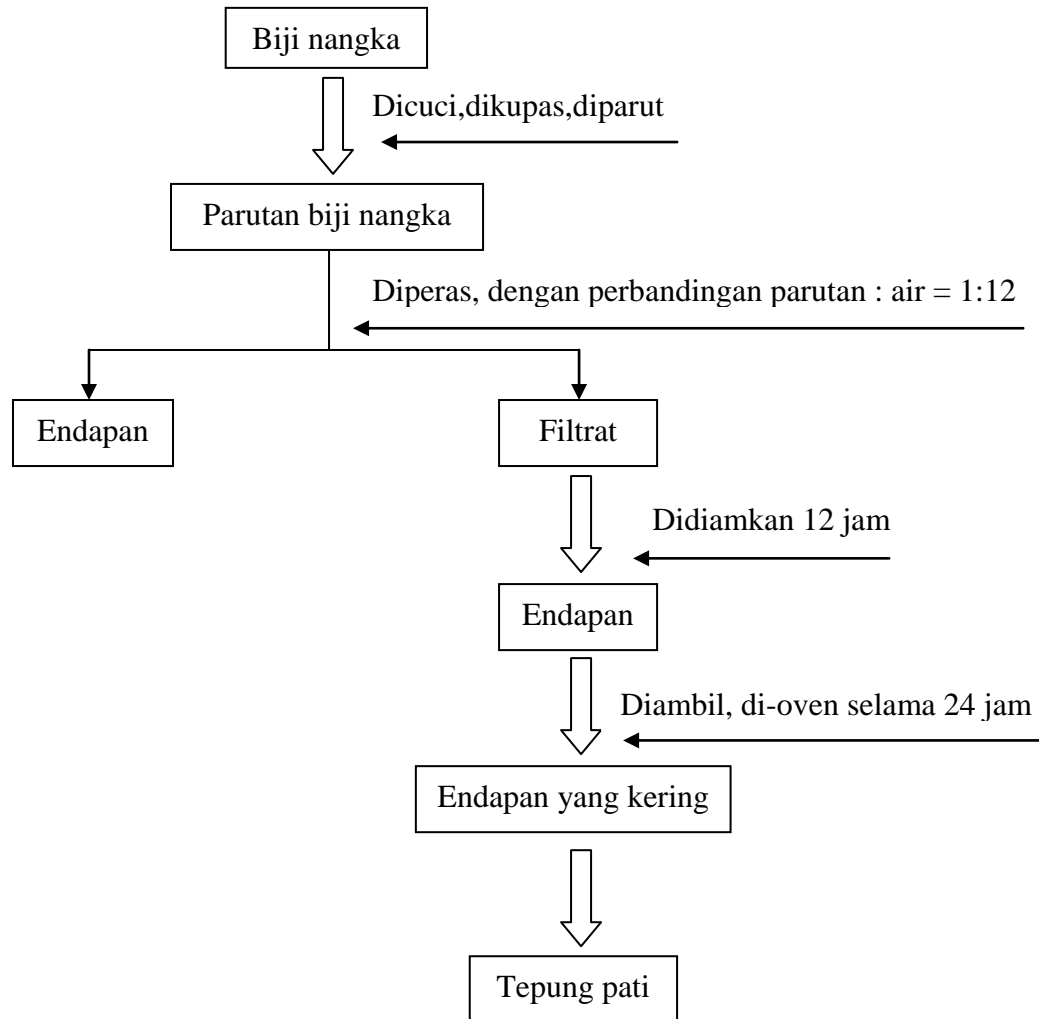 Biji nangka
Dicuci,dikupas,diparut
Parutan biji nangka
Diperas, dengan perbandingan parutan : air = 1:12
Endapan
Filtrat
Didiamkan 12 jam
Endapan
Diambil, di-oven selama 24 jam
Endapan yang kering
Tepung pati